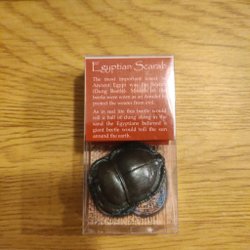 Egyptian Scarab
The most important insect in
Ancient Egypt was the Scarab
(Dung Beetle). Models of the
beetle were worn as an Amulet to
protect the wearer from evil.
As in real life this beetle would
roll a ball of dung along in the
sand the Egyptians believed a
giant beetle would roll the sun
around the earth.